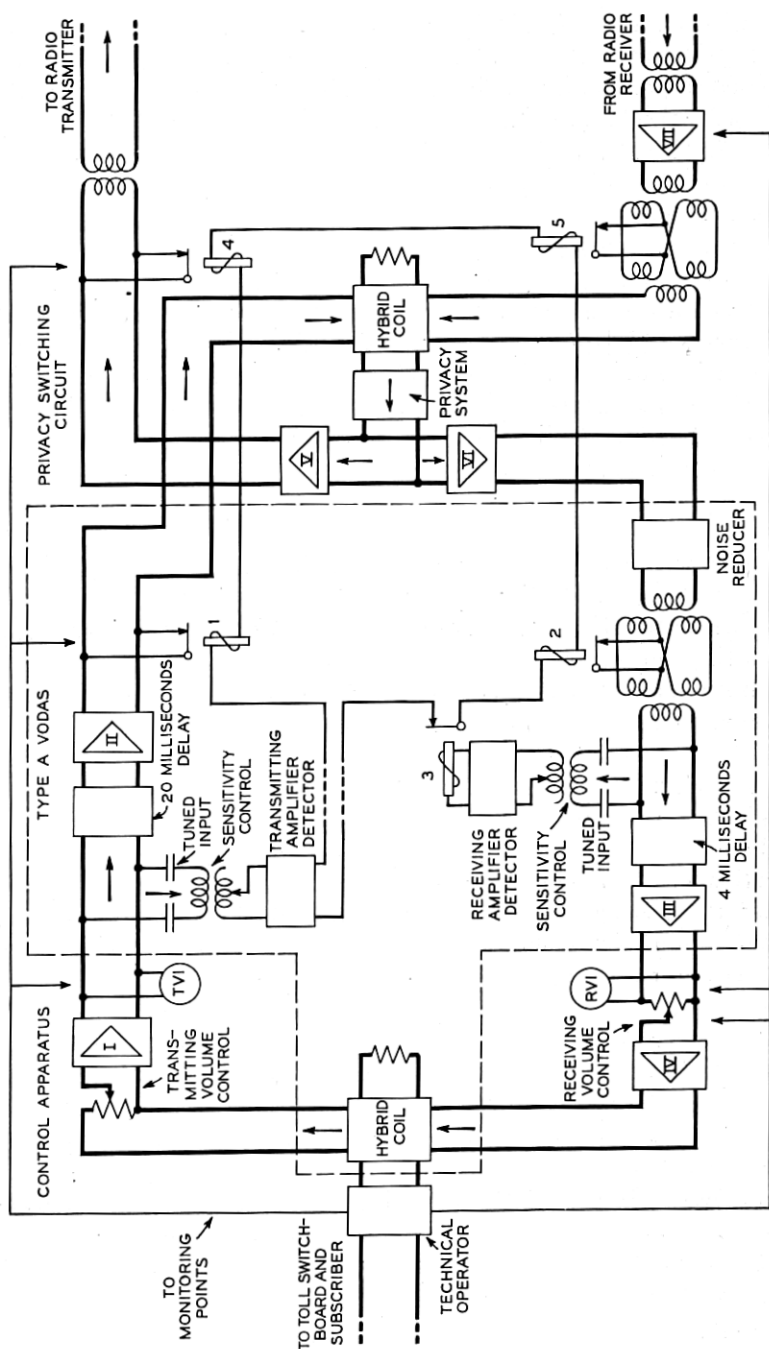 TO RADIO
TRANSMITTER
FROM RADIO
RECEIVER
PRIVACY SWITCHING
CIRCUIT
TYPE A VODAS
CONTROL APPARATUS
TO
MONITORING
POINTS
TO TOLL SWITCH-
BOARD AND
SUBSCRIBER
TECHNICAL
OPERATOR
HYBRID
COIL
TRANS-
MITTING
VOLUME
CONTROL
I
TVI
TUNED
INPUT
SENSITIVITY
CONTROL
TRANSMITTING
AMPLIFIER
DETECTOR
20 MILLISECONDS
DELAY
II
1
4
HYBRID
COIL
PRIVACY
SYSTEM
V
VI
5
2
3
RECEIVING
AMPLIFIER
DETECTOR
SENSITIVITY
CONTROL
TUNED
INPUT
4 MILLISECONDS
DELAY
III
RVI
RECEIVING
VOLUME
CONTROL
IV
NOISE
REDUCER
VII